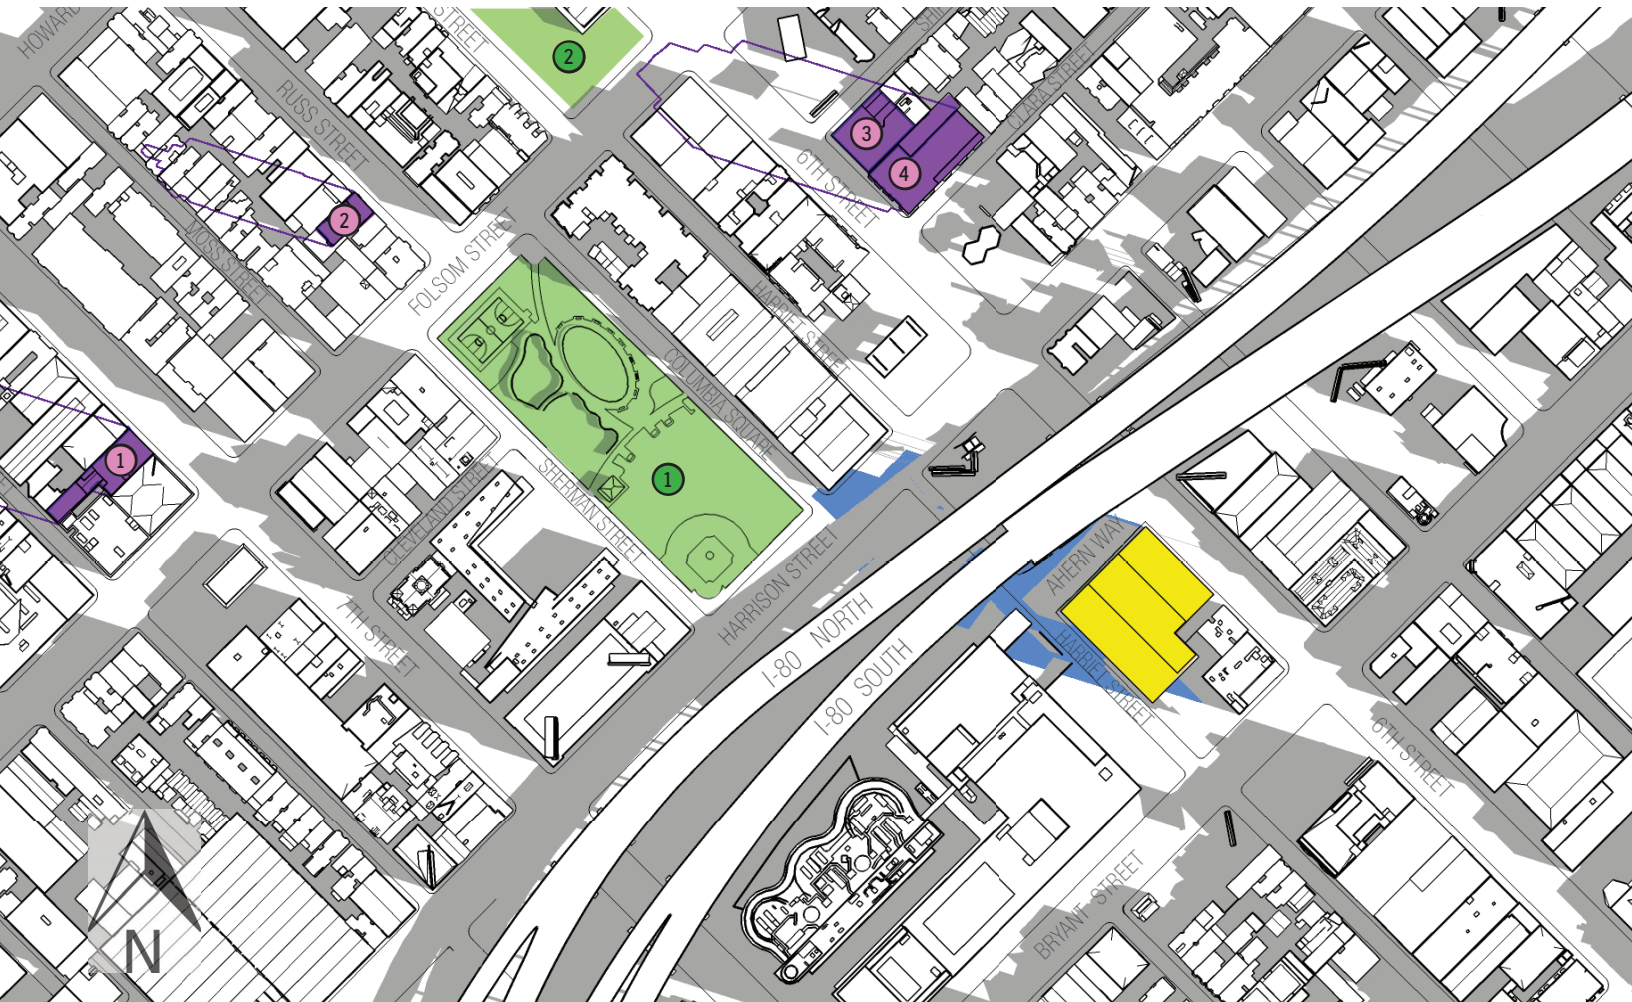 HOWARD
STREET
2
SHI
CLARA STREET
RUSS STREET
3
6TH STREET
4
2
MOSS STREET
FOLSOM STREET
HARRIET STREET
COLUMBIA SQUARE
1
CLEVELAND STREET
SHERMAN STREET
1
HARRISON STREET
AHERN WAY
7TH STREET
I-80 NORTH
I-80 SOUTH
HARRIET STREET
6TH STREET
BRYANT STREET
N